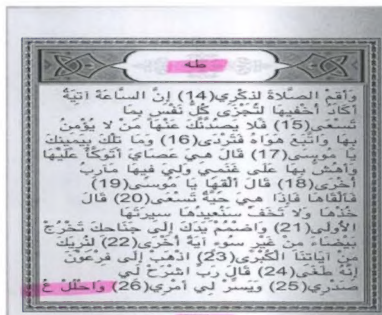 طه
وَأَقِمِ الصَّلَاةَ لِذِكْرِي (14) إِنَّ السَّاعَةَ آتِيَةٌ
أَكَادُ أُخْفِيهَا لِتُجْزَى كُلُّ نَفْسٍ بِمَا
تَسْعَى (15) فَلَا يَصُدَّنَّكَ عَنْهَا مَنْ لَا يُؤْمِنُ
بِهَا وَاتَّبَعَ هَوَاهُ فَتَرْدَى (16) وَمَا تِلْكَ بِيَمِينِكَ
يَا مُوسَى (17) قَالَ هِيَ عَصَايَ أَتَوَكَّأُ عَلَيْهَا
وَأَهُشُّ بِهَا عَلَى غَنَمِي وَلِيَ فِيهَا مَآَرِبُ
أُخْرَى (18) قَالَ أَلْقِهَا يَا مُوسَى (19)
فَأَلْقَاهَا فَإِذَا هِيَ حَيَّةٌ تَسْعَى (20) قَالَ
خُذْهَا وَلَا تَخَفْ سَنُعِيدُهَا سِيرَتَهَا
الْأُولَى (21) وَاضْمُمْ يَدَكَ إِلَى جَنَاحِكَ تَخْرُجْ
بَيْضَاءَ مِنْ غَيْرِ سُوءٍ آيَةً أُخْرَى (22) لِنُرِيَكَ
مِنْ آيَاتِنَا الْكُبْرَى (23) اذْهَبْ إِلَى فِرْعَوْنَ
إِنَّهُ طَغَى (24) قَالَ رَبِّ اشْرَحْ لِي
صَدْرِي (25) وَيَسِّرْ لِي أَمْرِي (26) وَاحْلُلْ عُ